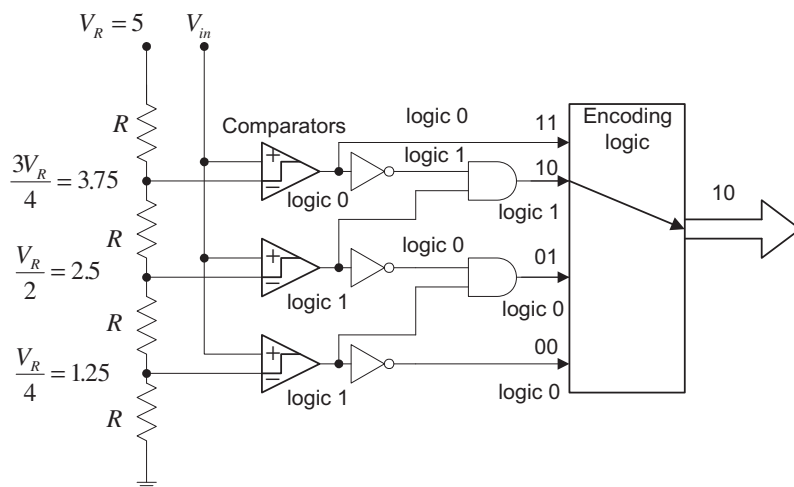 V_R = 5
V_in
Comparators
logic 0
11
Encoding
logic
R
+
−
logic 1
10
10
3V_R/4 = 3.75
logic 0
logic 1
R
logic 0
01
+
−
V_R/2 = 2.5
logic 1
logic 0
R
00
+
−
V_R/4 = 1.25
logic 1
logic 0
R